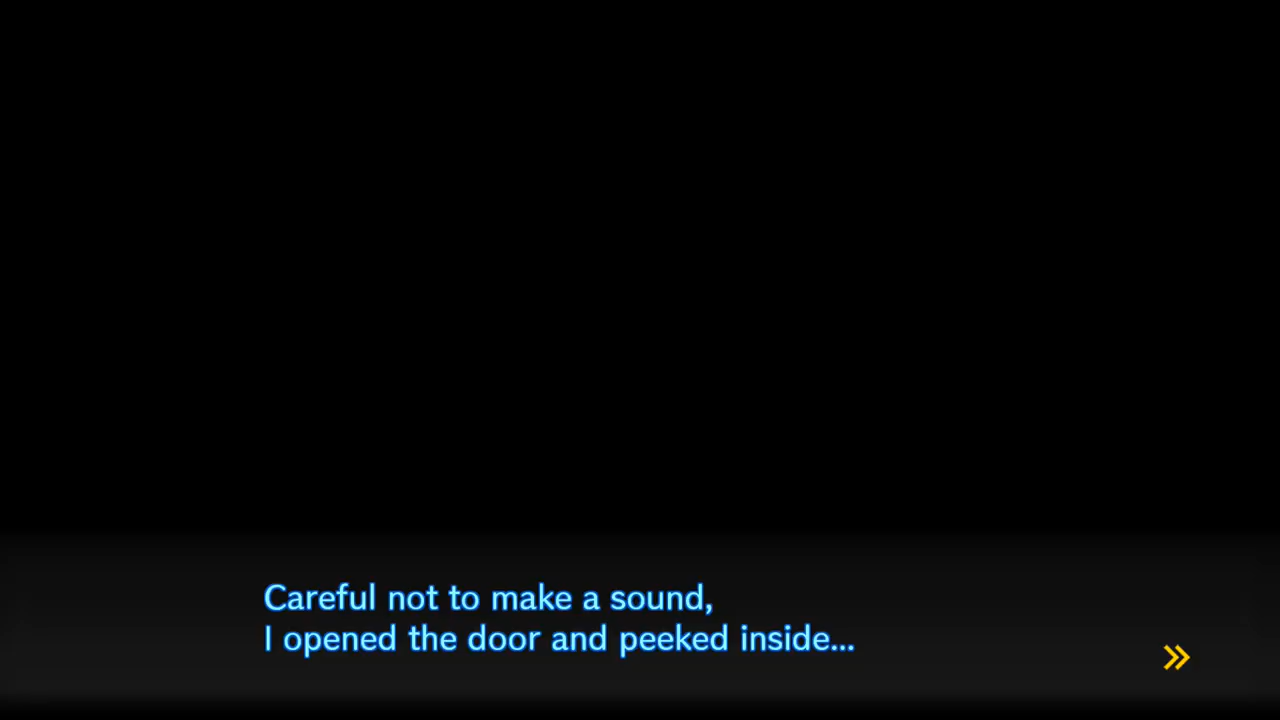 Careful not to make a sound,
I opened the door and peeked inside...